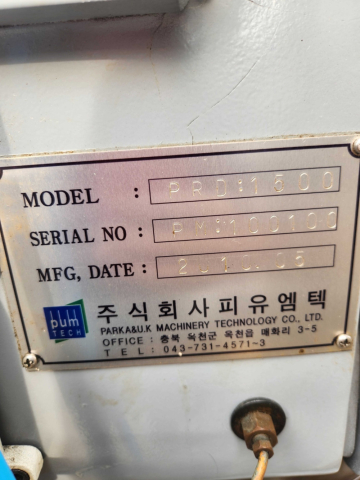 MODEL : PRD11500
SERIAL NO :
MFG, DATE : 2010.05
pum
TECH
주식회사피유엠텍
PARKA&U.K MACHINERY TECHNOLOGY CO., LTD.
OFFICE : 충북 옥천군 옥천읍 매화리 3-5
TEL : 043-731-4571-3